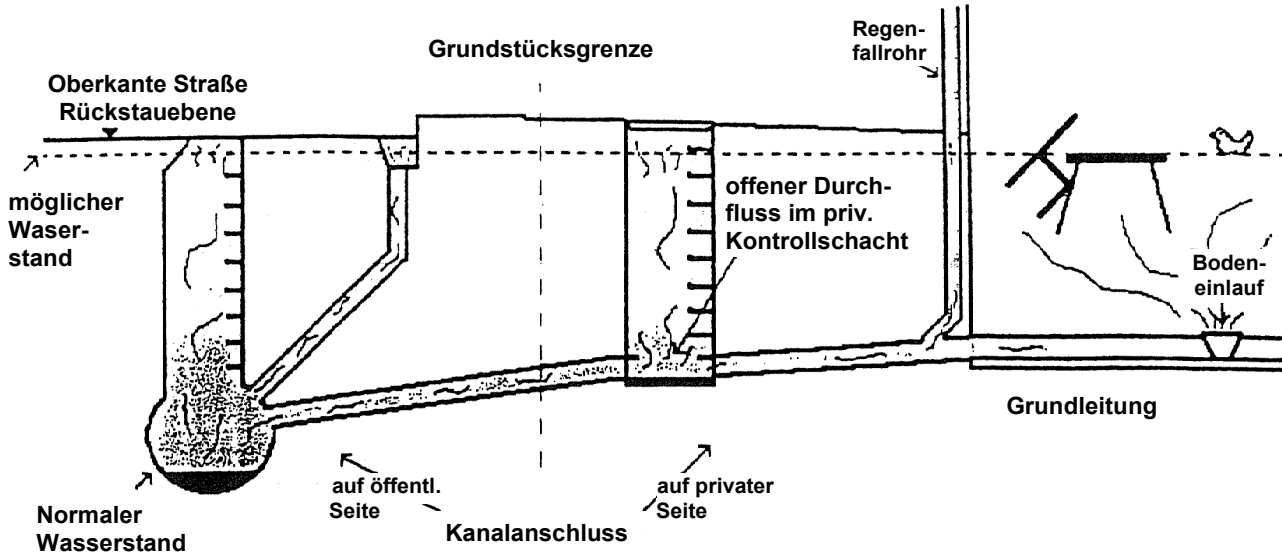 Regen-
fallrohr
Grundstücksgrenze
Oberkante Straße
Rückstauebene
möglicher
Waser-
stand
offener Durch-
fluss im priv.
Kontrollschacht
Boden-
einlauf
Grundleitung
auf öffentl.
Seite
auf privater
Seite
Kanalanschluss
Normaler
Wasserstand